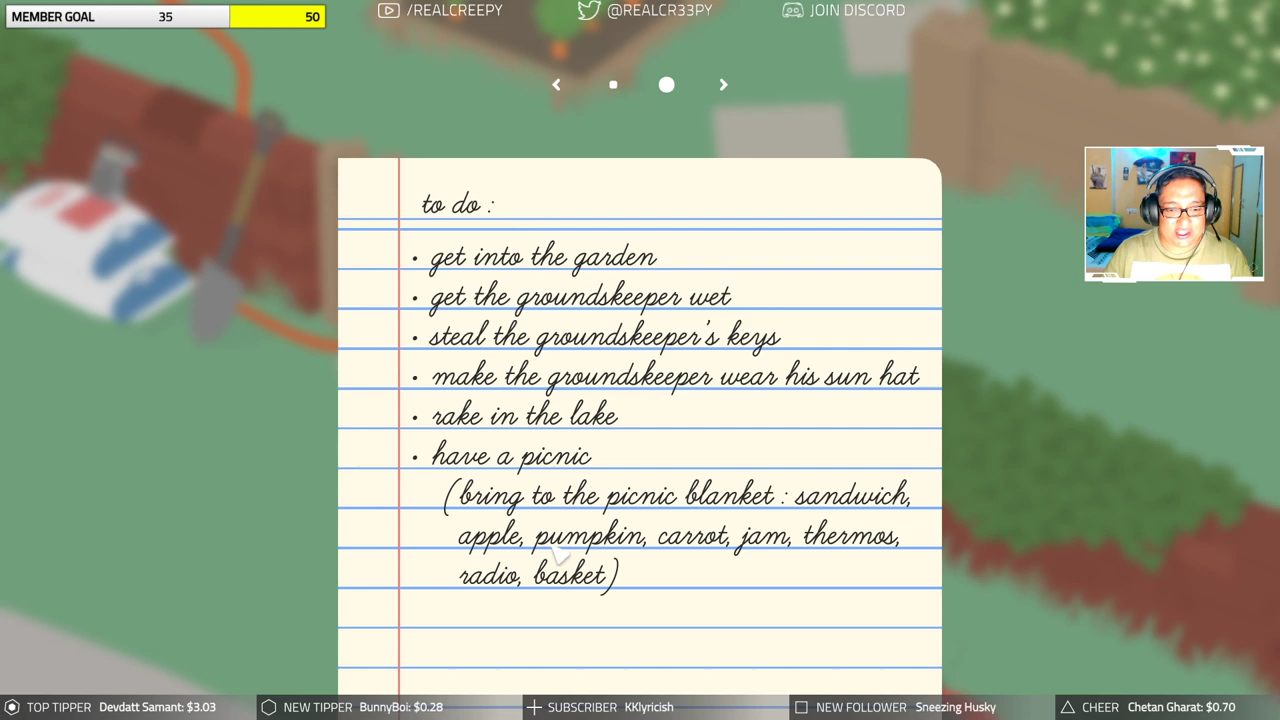 MEMBER GOAL 35 50
/REALCREEPY @REALCR33PY JOIN DISCORD
to do :
• get into the garden
• get the groundskeeper wet
• steal the groundskeeper's keys
• make the groundskeeper wear his sun hat
• rake in the lake
• have a picnic
(bring to the picnic blanket : sandwich,
apple, pumpkin, carrot, jam, thermos,
radio, basket)
TOP TIPPER Devdatt Samant: $3.03 NEW TIPPER BunnyBoi: $0.28 SUBSCRIBER KKlyricish NEW FOLLOWER Sneezing Husky CHEER Chetan Gharat: $0.70